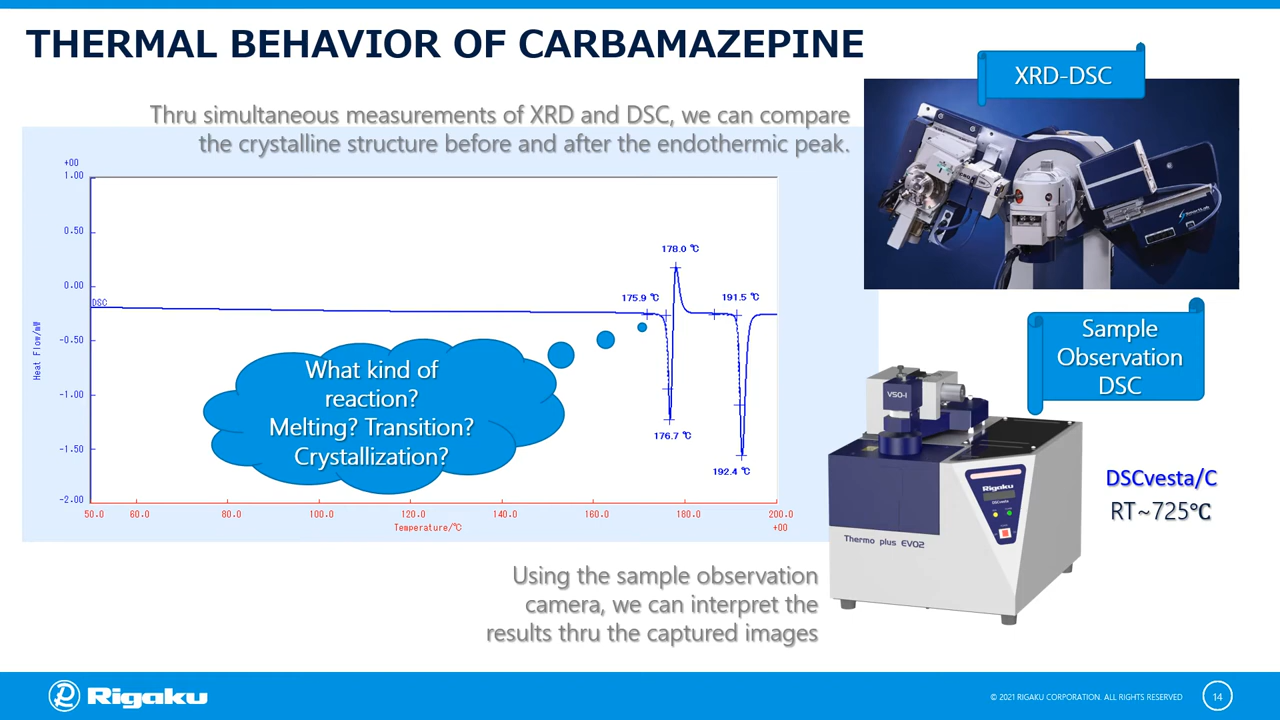 THERMAL BEHAVIOR OF CARBAMAZEPINE
XRD-DSC
Thru simultaneous measurements of XRD and DSC, we can compare
the crystalline structure before and after the endothermic peak.
+00
1.00
0.50
0.00
-0.50
-1.00
-1.50
-2.00
Heat Flow/mW
DSC
175.9 ℃
178.0 ℃
191.5 ℃
176.7 ℃
192.4 ℃
50.0 60.0 80.0 100.0 120.0 140.0 160.0 180.0 200.0
Temperature/℃
+00
What kind of
reaction?
Melting? Transition?
Crystallization?
SmartLab
Sample
Observation
DSC
VSO-I
Rigaku
DSCvesta
Thermo plus EVO2
DSCvesta/C
RT~725℃
Using the sample observation
camera, we can interpret the
results thru the captured images
Rigaku
© 2021 RIGAKU CORPORATION. ALL RIGHTS RESERVED
14